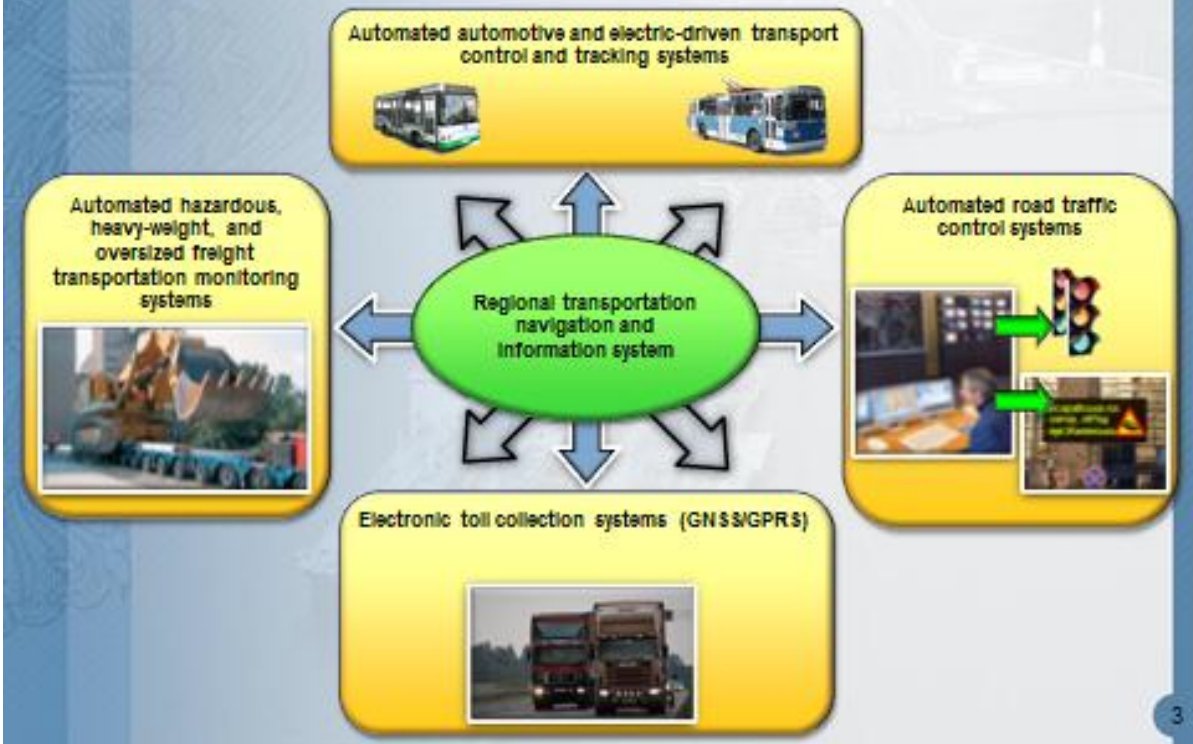 Automated automotive and electric-driven transport
control and tracking systems
Automated hazardous,
heavy-weight, and
oversized freight
transportation monitoring
systems
Automated road traffic
control systems
Regional transportation
navigation and
information system
Electronic toll collection systems (GNSS/GPRS)
3